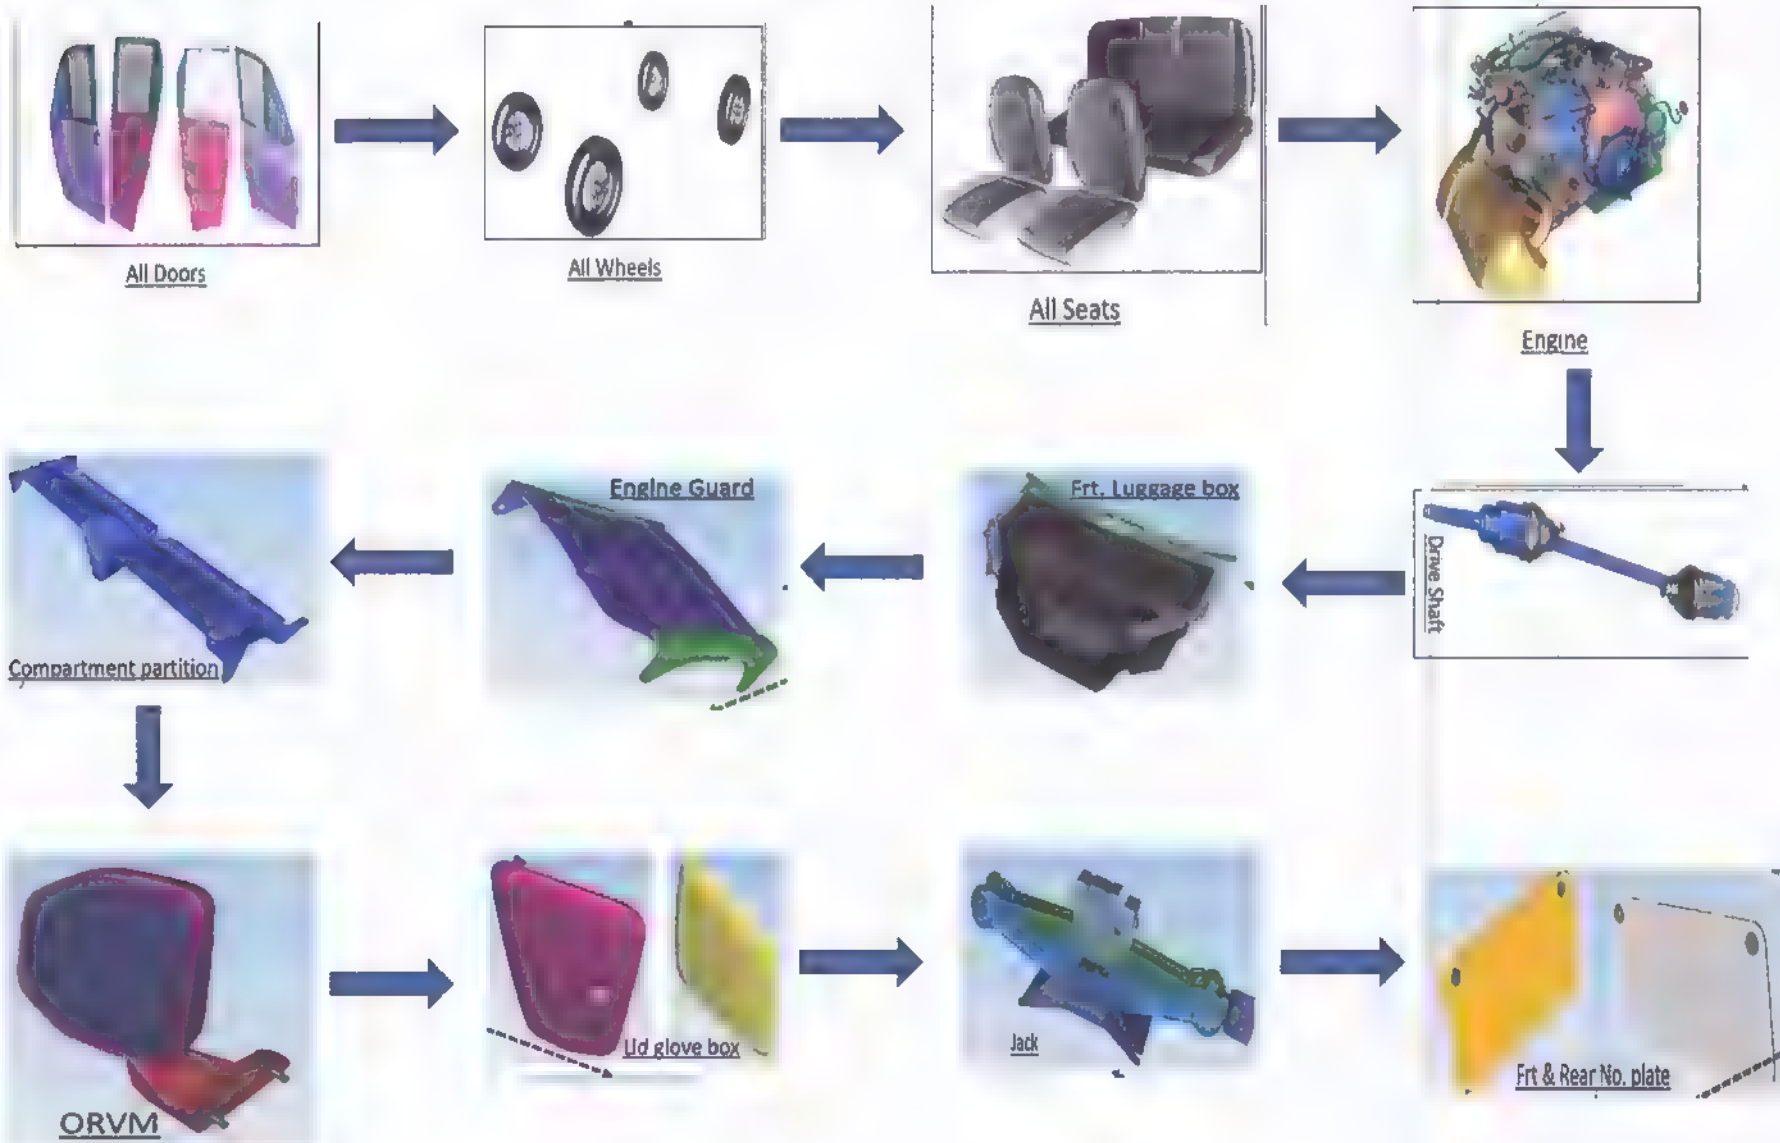 All Doors
All Wheels
All Seats
Engine
Drive Shaft
Frt. Luggage box
Engine Guard
Compartment partition
ORVM
Lid glove box
Jack
Frt & Rear No. plate